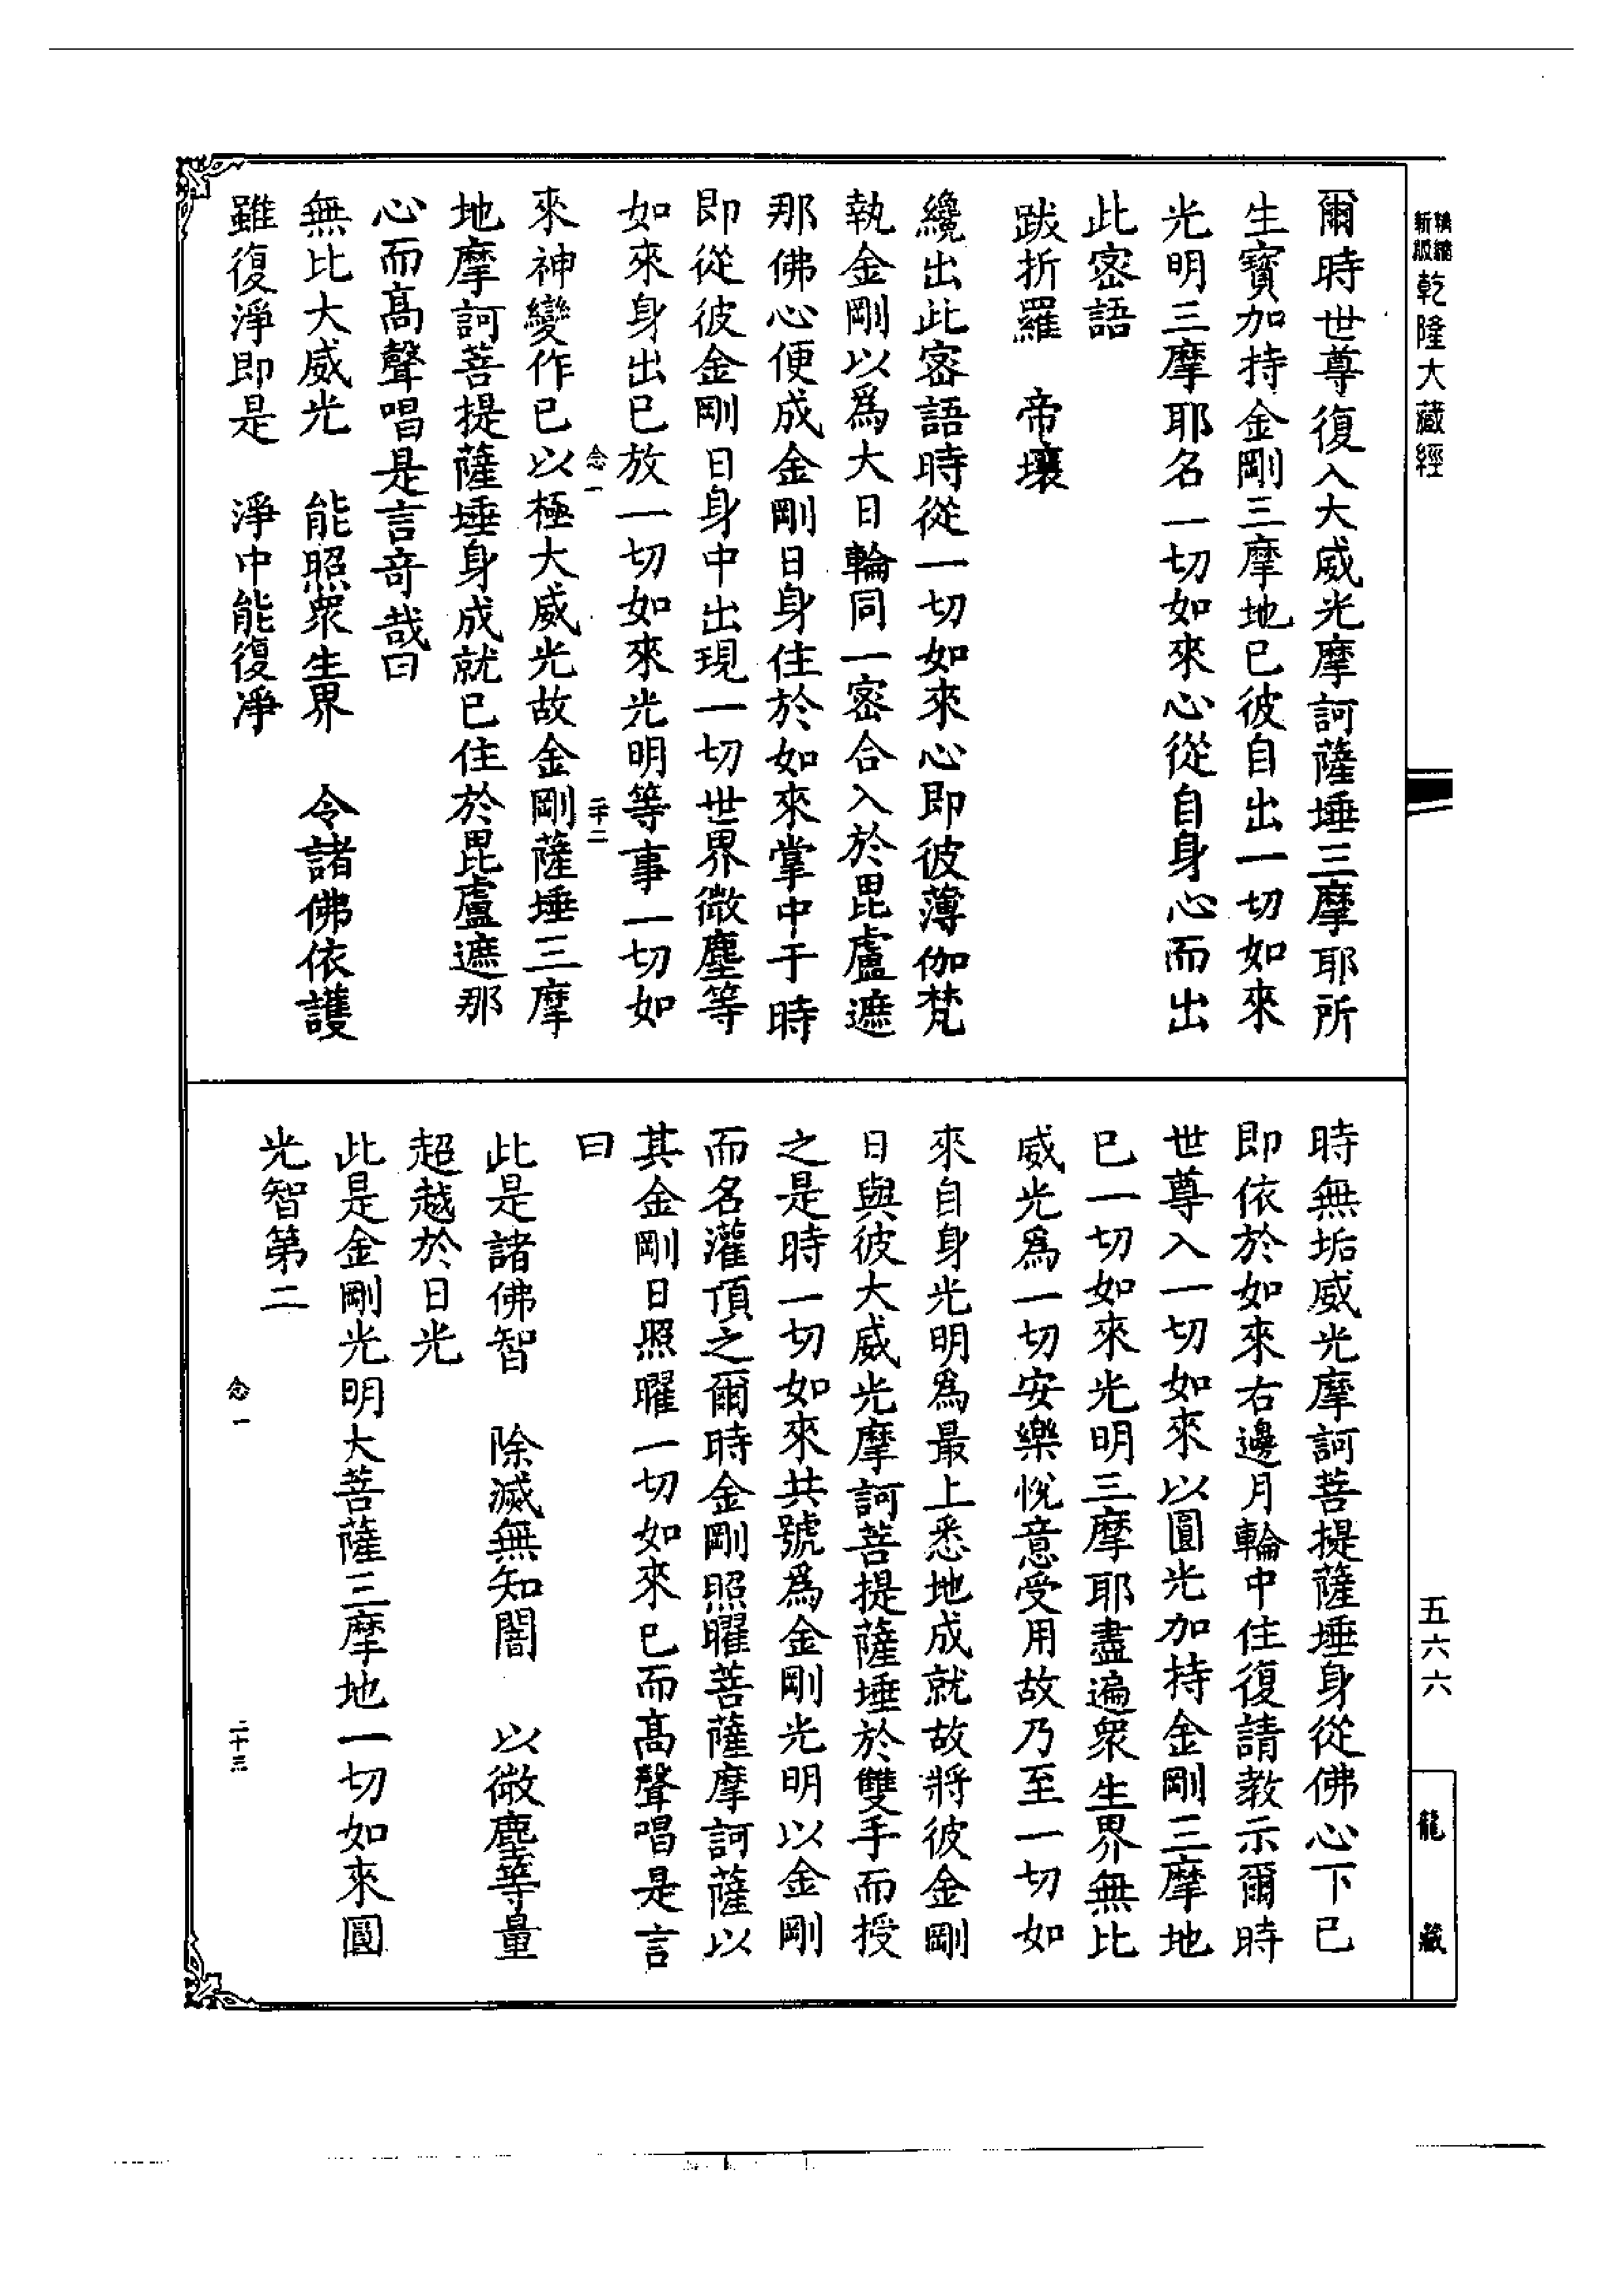 精編
新版
乾隆大藏經
五六六
龍藏
爾時世尊復入大威光摩訶薩埵三摩耶所
生寶加持金剛三摩地已彼自出一切如來
光明三摩耶名一切如來心從自身心而出
此密語
跋折羅　帝壤
纔出此密語時從一切如來心即彼薄伽梵
執金剛以爲大日輪同一密合入於毘盧遮
那佛心便成金剛日身住於如來掌中于時
即從彼金剛日身中出現一切世界微塵等
如來身出已放一切如來光明等事一切如
念一
二十二
來神變作已以極大威光故金剛薩埵三摩
地摩訶菩提薩埵身成就已住於毘盧遮那
心而高聲唱是言奇哉曰
無比大威光　能照衆生界　令諸佛依護
雖復淨即是　淨中能復淨
時無垢威光摩訶菩提薩埵身從佛心下已
即依於如來右邊月輪中住復請教示爾時
世尊入一切如來以圓光加持金剛三摩地
已一切如來光明三摩耶盡遍衆生界無比
威光爲一切安樂悅意受用故乃至一切如
來自身光明爲最上悉地成就故將彼金剛
日與彼大威光摩訶菩提薩埵於雙手而授
之是時一切如來共號爲金剛光明以金剛
而名灌頂之爾時金剛照曜菩薩摩訶薩以
其金剛日照曜一切如來已而高聲唱是言
曰
此是諸佛智　除滅無知闇　以微塵等量
超越於日光
此是金剛光明大菩薩三摩地一切如來圓
光智第二
念一
二十三